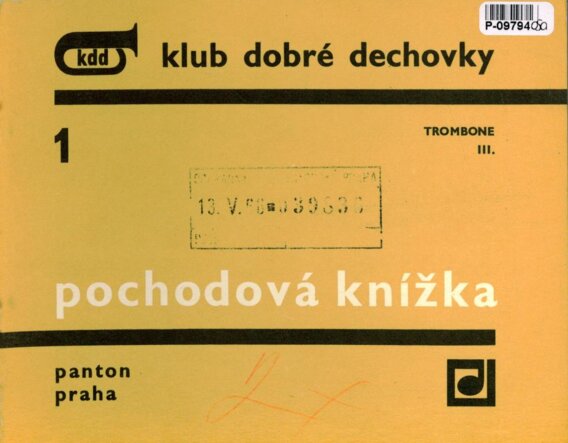 P-09794
kdd klub dobré dechovky
1
TROMBONE
III.
13. V.
pochodová knížka
panton
praha